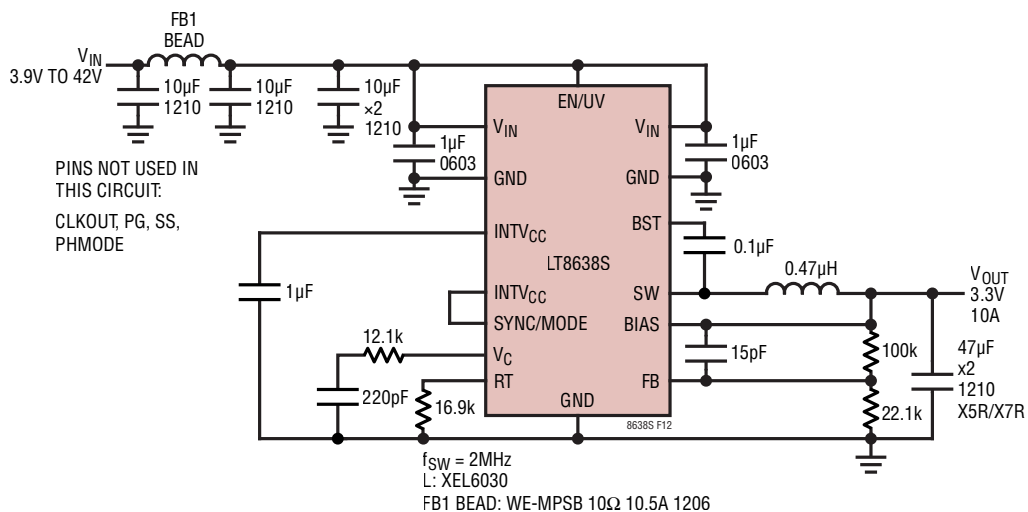 FB1
BEAD
VIN
3.9V TO 42V
10µF
1210
10µF
1210
10µF
×2
1210
1µF
0603
EN/UV
VIN
VIN
GND
GND
1µF
0603
PINS NOT USED IN
THIS CIRCUIT:
CLKOUT, PG, SS,
PHMODE
INTVCC
BST
0.1µF
LT8638S
0.47µH
1µF
INTVCC
SW
VOUT
3.3V
10A
SYNC/MODE
BIAS
12.1k
VC
15pF
100k
47µF
x2
1210
X5R/X7R
RT
FB
220pF
16.9k
GND
22.1k
8638S F12
fSW = 2MHz
L: XEL6030
FB1 BEAD: WE-MPSB 10Ω 10.5A 1206